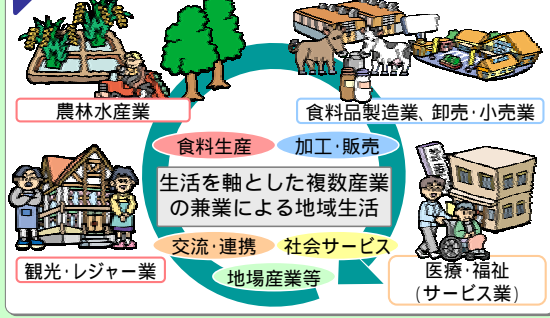 農林水産業
食料品製造業、卸売・小売業
食料生産
加工・販売
生活を軸とした複数産業
の兼業による地域生活
交流・連携
社会サービス
地場産業等
観光・レジャー業
医療・福祉
(サービス業)